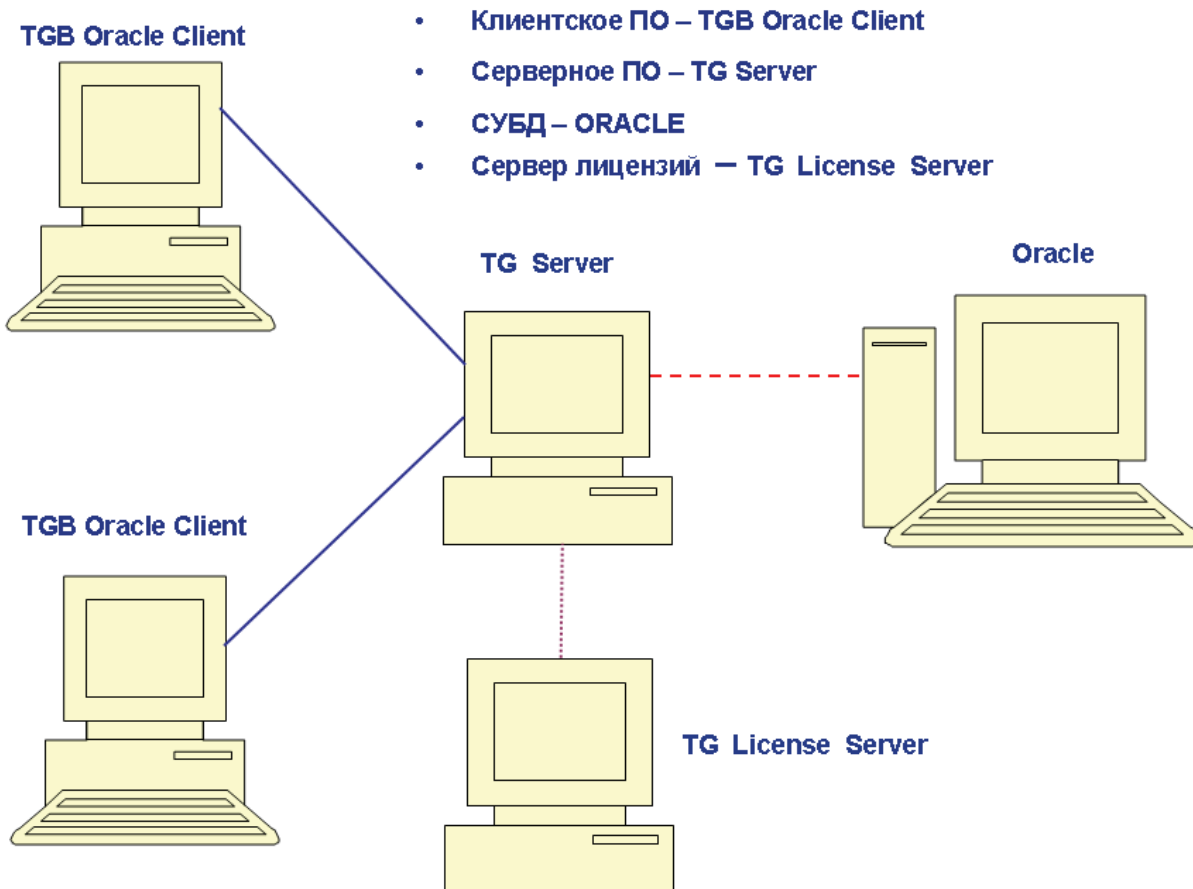 TGB Oracle Client
• Клиентское ПО – TGB Oracle Client
• Серверное ПО – TG Server
• СУБД – ORACLE
• Сервер лицензий – TG License Server
TG Server
Oracle
TGB Oracle Client
TG License Server